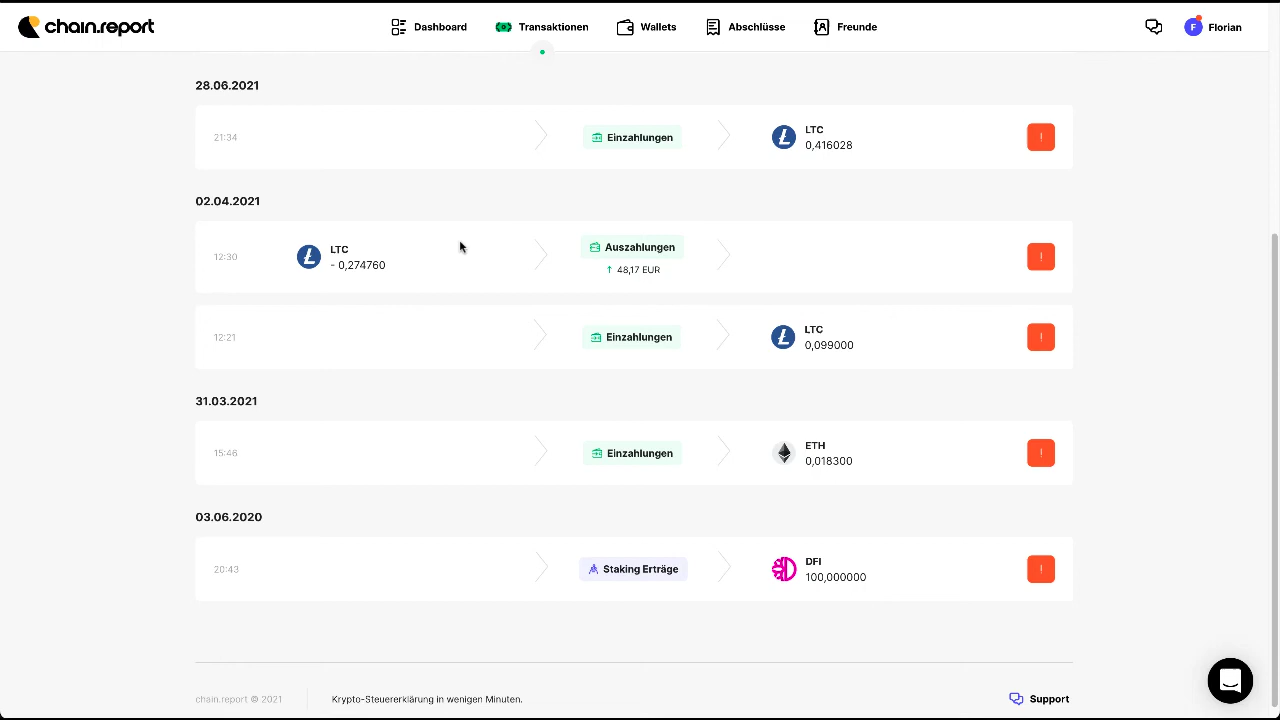 chain.report
Dashboard
Transaktionen
Wallets
Abschlüsse
Freunde
F
Florian
28.06.2021
21:34
Einzahlungen
LTC
0,416028
!
02.04.2021
12:30
LTC
- 0,274760
Auszahlungen
↑ 48,17 EUR
!
12:21
Einzahlungen
LTC
0,099000
!
31.03.2021
15:46
Einzahlungen
ETH
0,018300
!
03.06.2020
20:43
Staking Erträge
DFI
100,000000
!
chain.report © 2021
Krypto-Steuererklärung in wenigen Minuten.
Support